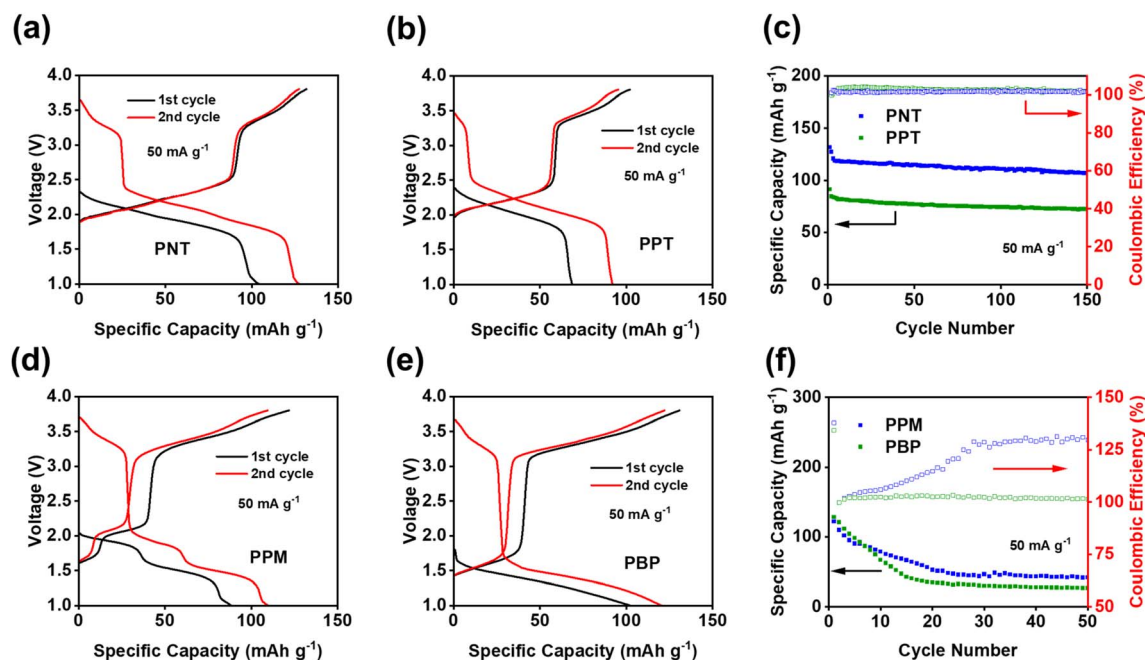 (a)
4.0
3.5
3.0
2.5
2.0
1.5
1.0
Voltage (V)
1st cycle
2nd cycle
50 mA g-1
PNT
0
50
100
150
Specific Capacity (mAh g-1)
(b)
4.0
3.5
3.0
2.5
2.0
1.5
1.0
Voltage (V)
1st cycle
2nd cycle
50 mA g-1
PPT
0
50
100
150
Specific Capacity (mAh g-1)
(c)
200
150
100
50
0
Specific Capacity (mAh g-1)
PNT
PPT
50 mA g-1
100
80
60
40
20
0
Coulombic Efficiency (%)
0
50
100
150
Cycle Number
(d)
4.0
3.5
3.0
2.5
2.0
1.5
1.0
Voltage (V)
1st cycle
2nd cycle
50 mA g-1
PPM
0
50
100
150
Specific Capacity (mAh g-1)
(e)
4.0
3.5
3.0
2.5
2.0
1.5
1.0
Volage (V)
1st cycle
2nd cycle
50 mA g-1
PBP
0
50
100
150
Specific Capacity (mAh g-1)
(f)
300
200
100
0
Specific Capacity (mAh g-1)
PPM
PBP
50 mA g-1
150
125
100
75
50
Coulombic Efficiency (%)
0
10
20
30
40
50
Cycle Number